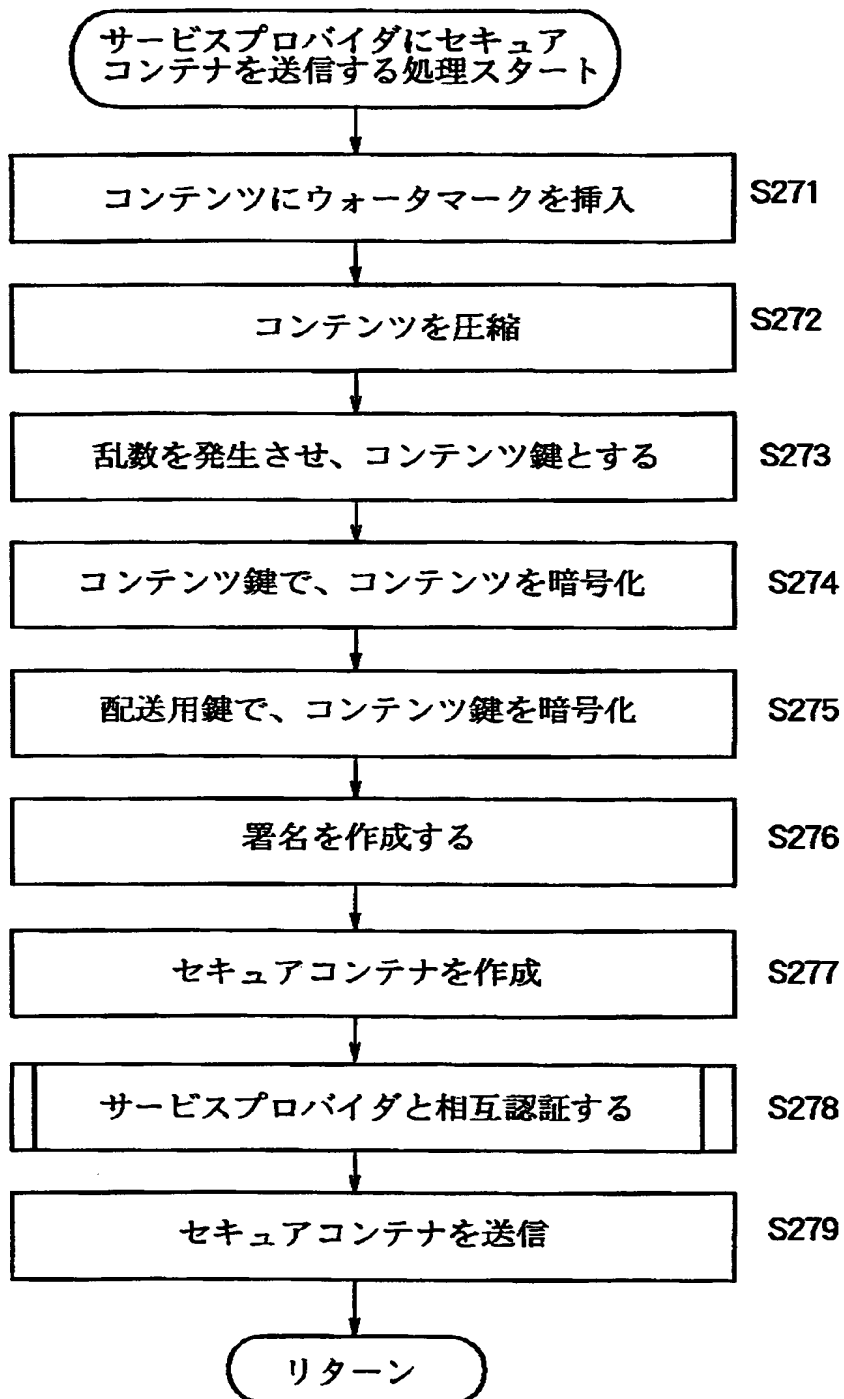 サービスプロバイダにセキュア
コンテナを送信する処理スタート
コンテンツにウォータマークを挿入 S271
コンテンツを圧縮 S272
乱数を発生させ、コンテンツ鍵とする S273
コンテンツ鍵で、コンテンツを暗号化 S274
配送用鍵で、コンテンツ鍵を暗号化 S275
署名を作成する S276
セキュアコンテナを作成 S277
サービスプロバイダと相互認証する S278
セキュアコンテナを送信 S279
リターン